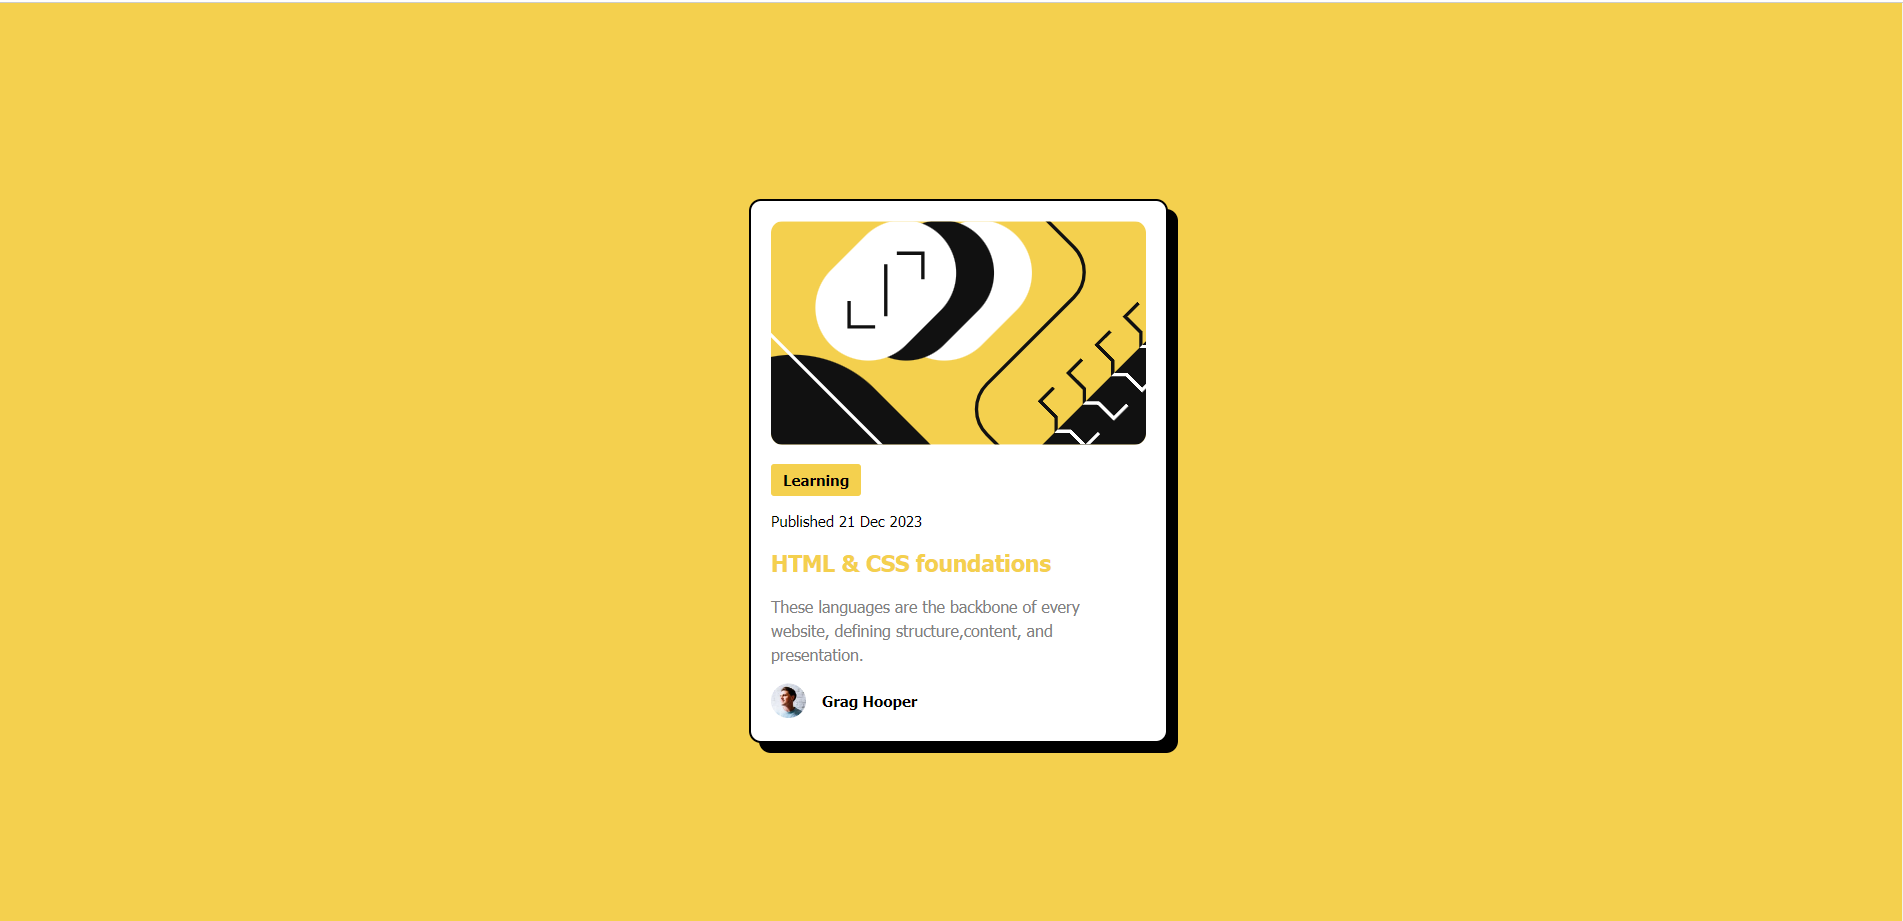 Learning
Published 21 Dec 2023
HTML & CSS foundations
These languages are the backbone of every
website, defining structure,content, and
presentation.
Grag Hooper